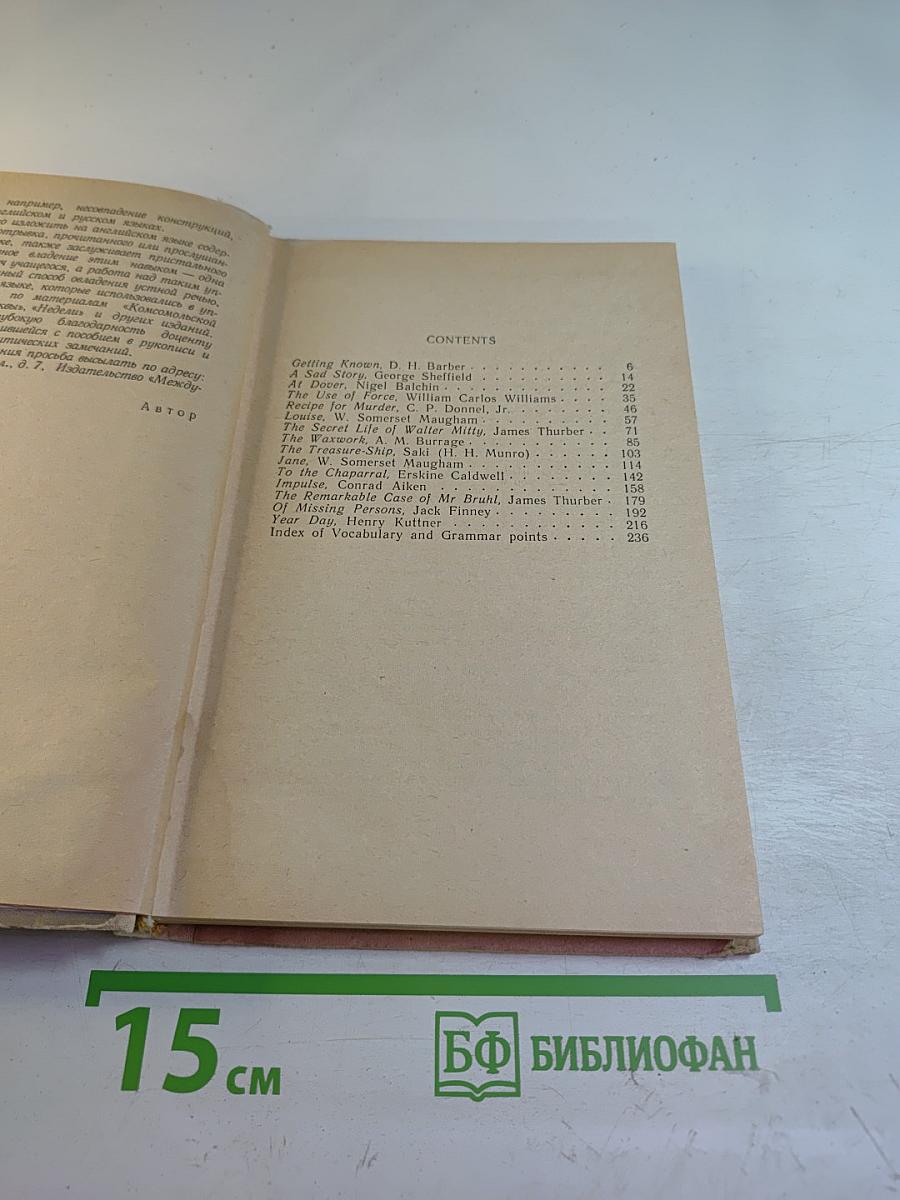 например, несовпадение конструкций,
английском и русском языках.
изложить на английском языке содер-
отрывка, прочитанного или прослушан-
также заслуживает пристального
владение этим навыком — одна
учащегося, а работа над таким уп-
способ овладения устной речью,
языке, которые использовались в уп-
по материалам «Комсомольской
«Недели» и других изданий.
глубокую благодарность доценту
с пособием в рукописи и
замечаний.
просьба высылать по адресу:
д. 7, Издательство «Между-
Автор
CONTENTS
Getting Known, D. H. Barber . . . . . . . . . . . 6
A Sad Story, George Sheffield . . . . . . . . . . 14
At Dover, Nigel Balchin . . . . . . . . . . . . . 22
The Use of Force, William Carlos Williams . . . . 35
Recipe for Murder, C. P. Donnel, Jr. . . . . . . . 46
Louise, W. Somerset Maugham . . . . . . . . . . 57
The Secret Life of Walter Mitty, James Thurber . . 71
The Waxwork, A. M. Burrage . . . . . . . . . . . 85
The Treasure-Ship, Saki (H. H. Munro) . . . . . . 103
Jane, W. Somerset Maugham . . . . . . . . . . . 114
To the Chaparral, Erskine Caldwell . . . . . . . . 142
Impulse, Conrad Aiken . . . . . . . . . . . . . 158
The Remarkable Case of Mr Bruhl, James Thurber . 179
Of Missing Persons, Jack Finney . . . . . . . . . 192
Year Day, Henry Kuttner . . . . . . . . . . . . 216
Index of Vocabulary and Grammar points . . . . . 236
15 см
БФ БИБЛИОФАН